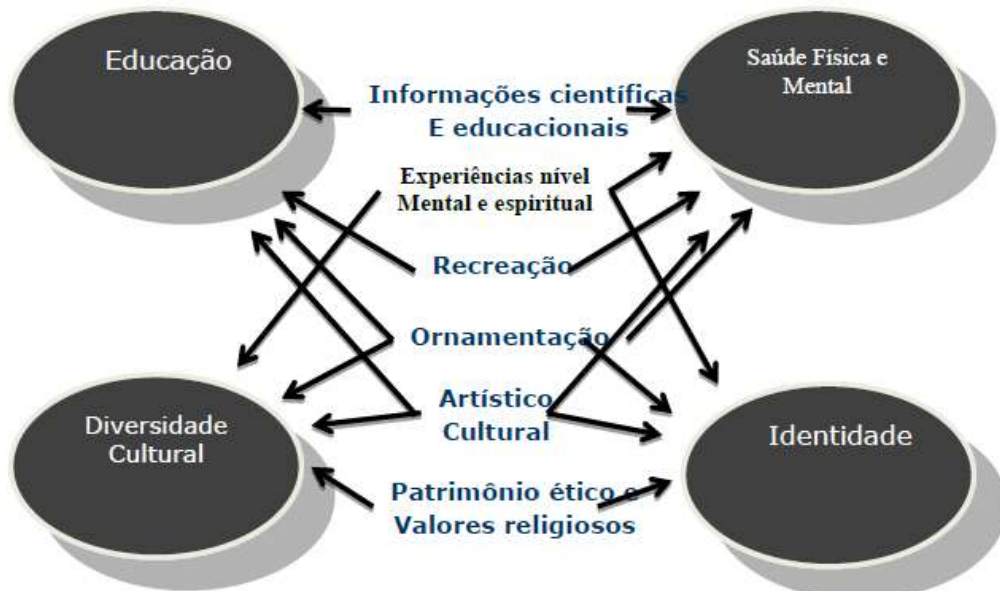 Educação
Saúde Física e
Mental
Informações científicas
E educacionais
Experiências nível
Mental e espiritual
Recreação
Ornamentação
Artístico
Cultural
Diversidade
Cultural
Identidade
Patrimônio ético e
Valores religiosos